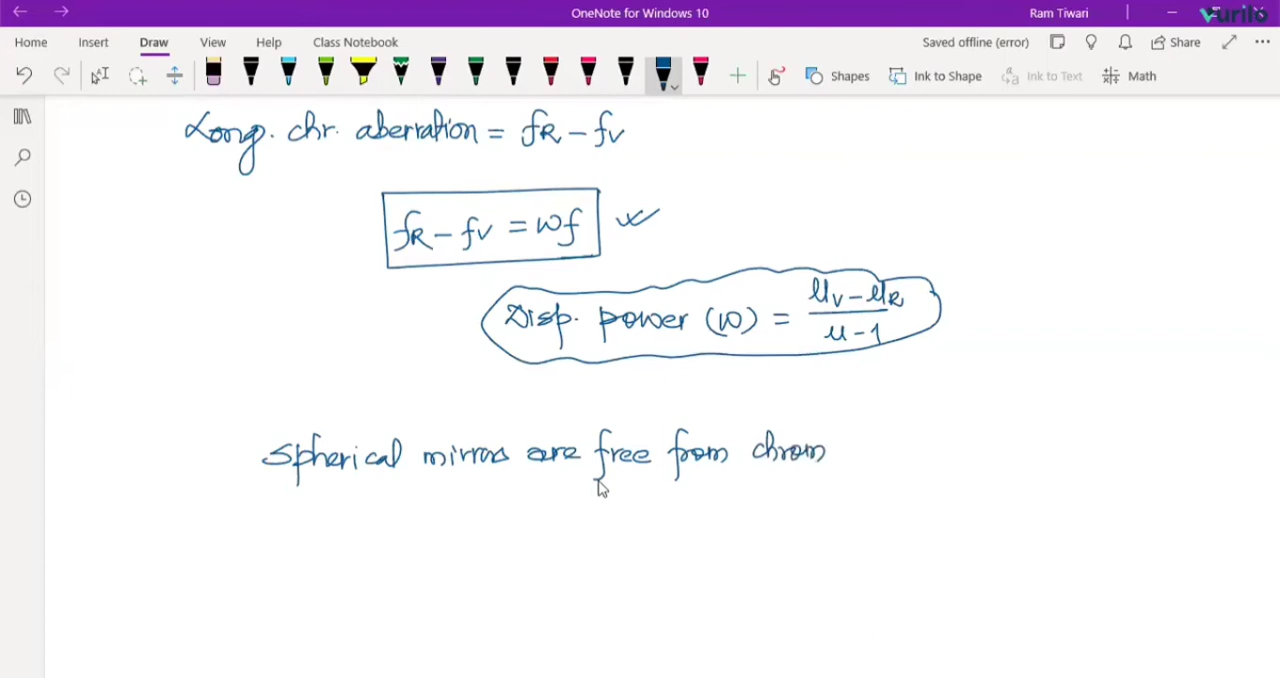 OneNote for Windows 10
Ram Tiwari
Yurilo
Home Insert Draw View Help Class Notebook
Saved offline (error) Share
Shapes Ink to Shape Ink to Text Math
Long. chr. aberration = fR - fV
fR - fV = wf
Disp. power (w) = μV - μR / μ - 1
Spherical mirrors are free from chrom